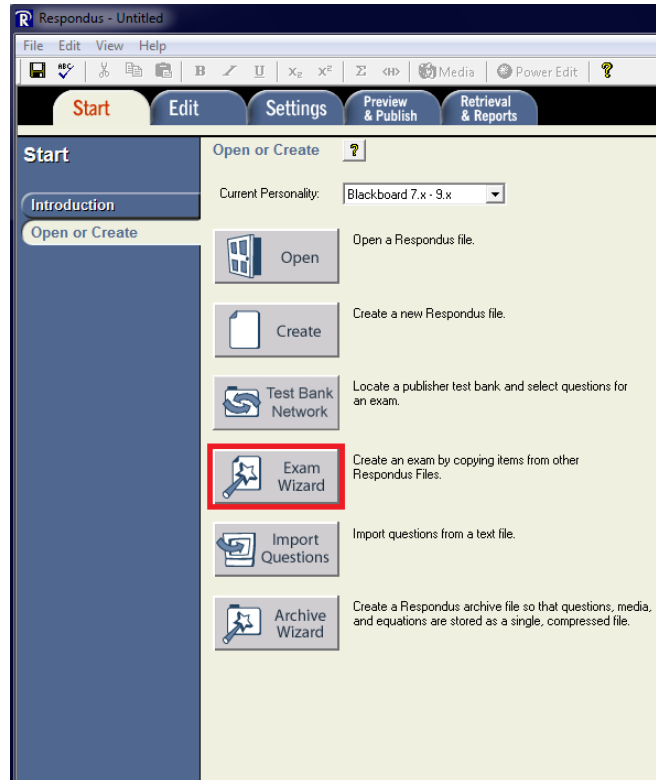 Respondus - Untitled
File Edit View Help
ABC B I U X₂ X² Σ <H> Media Power Edit ?
Start Edit Settings Preview & Publish Retrieval & Reports
Start
Introduction
Open or Create
Open or Create ?
Current Personality: Blackboard 7.x - 9.x
Open
Open a Respondus file.
Create
Create a new Respondus file.
Test Bank
Network
Locate a publisher test bank and select questions for
an exam.
Exam
Wizard
Create an exam by copying items from other
Respondus Files.
Import
Questions
Import questions from a text file.
Archive
Wizard
Create a Respondus archive file so that questions, media,
and equations are stored as a single, compressed file.